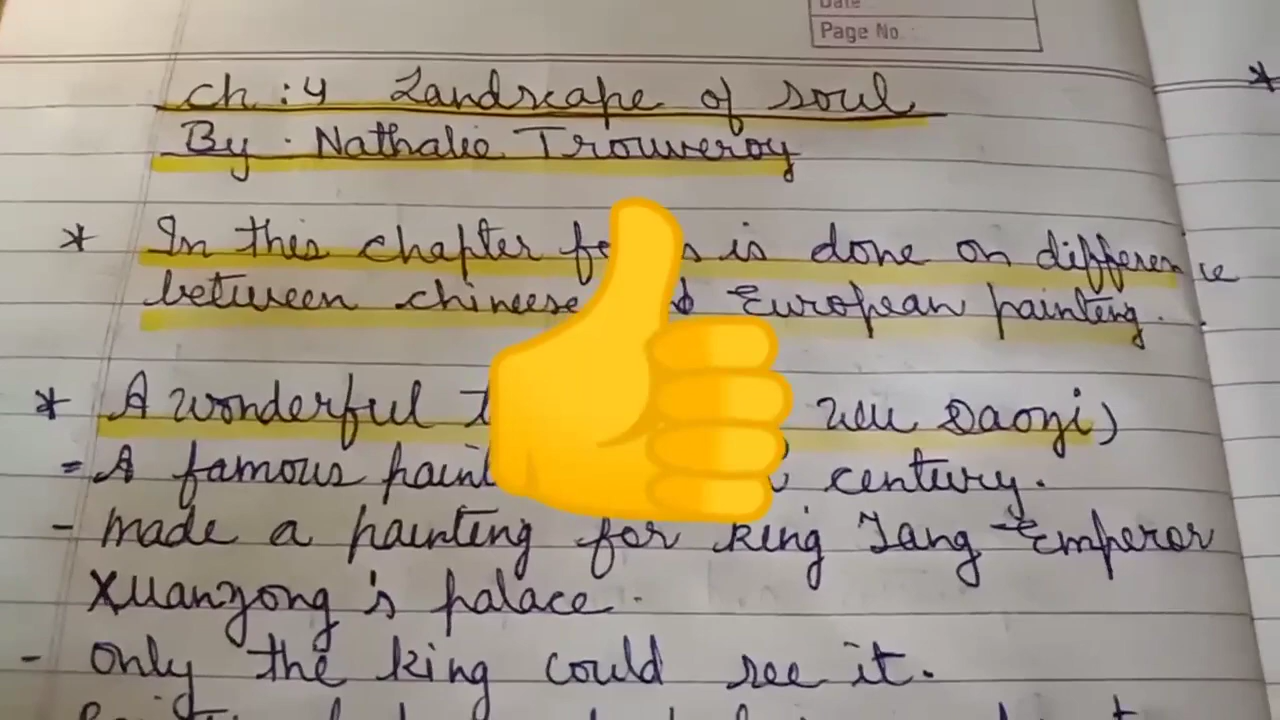 Date
Page No.
Ch : 4 Landscape of soul
By . Nathalie Trouveroy
* In this chapter is done on difference
between chineese European painting.
* A wonderful Wu Daozi)
= A famous century.
- made a painting for king Tang Emperor
Xuanzong's palace.
- only the king could see it.